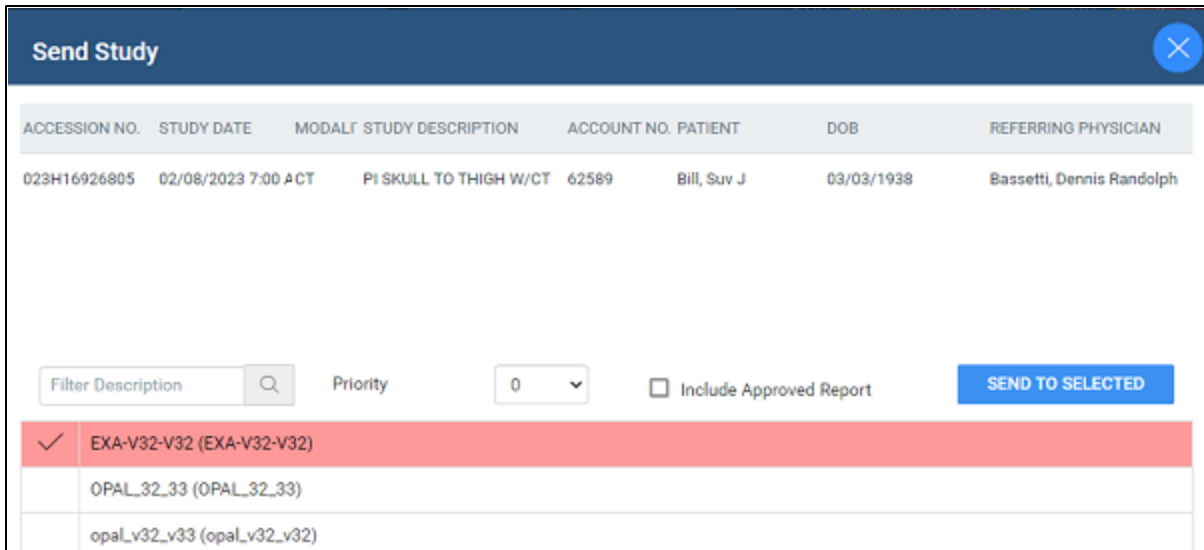 Send Study
ACCESSION NO. STUDY DATE MODALI STUDY DESCRIPTION ACCOUNT NO. PATIENT DOB REFERRING PHYSICIAN
023H16926805 02/08/2023 7:00 A CT PI SKULL TO THIGH W/CT 62589 Bill, Suv J 03/03/1938 Bassetti, Dennis Randolph
Filter Description Priority 0 Include Approved Report SEND TO SELECTED
EXA-V32-V32 (EXA-V32-V32)
OPAL_32_33 (OPAL_32_33)
opal_v32_v33 (opal_v32_v32)